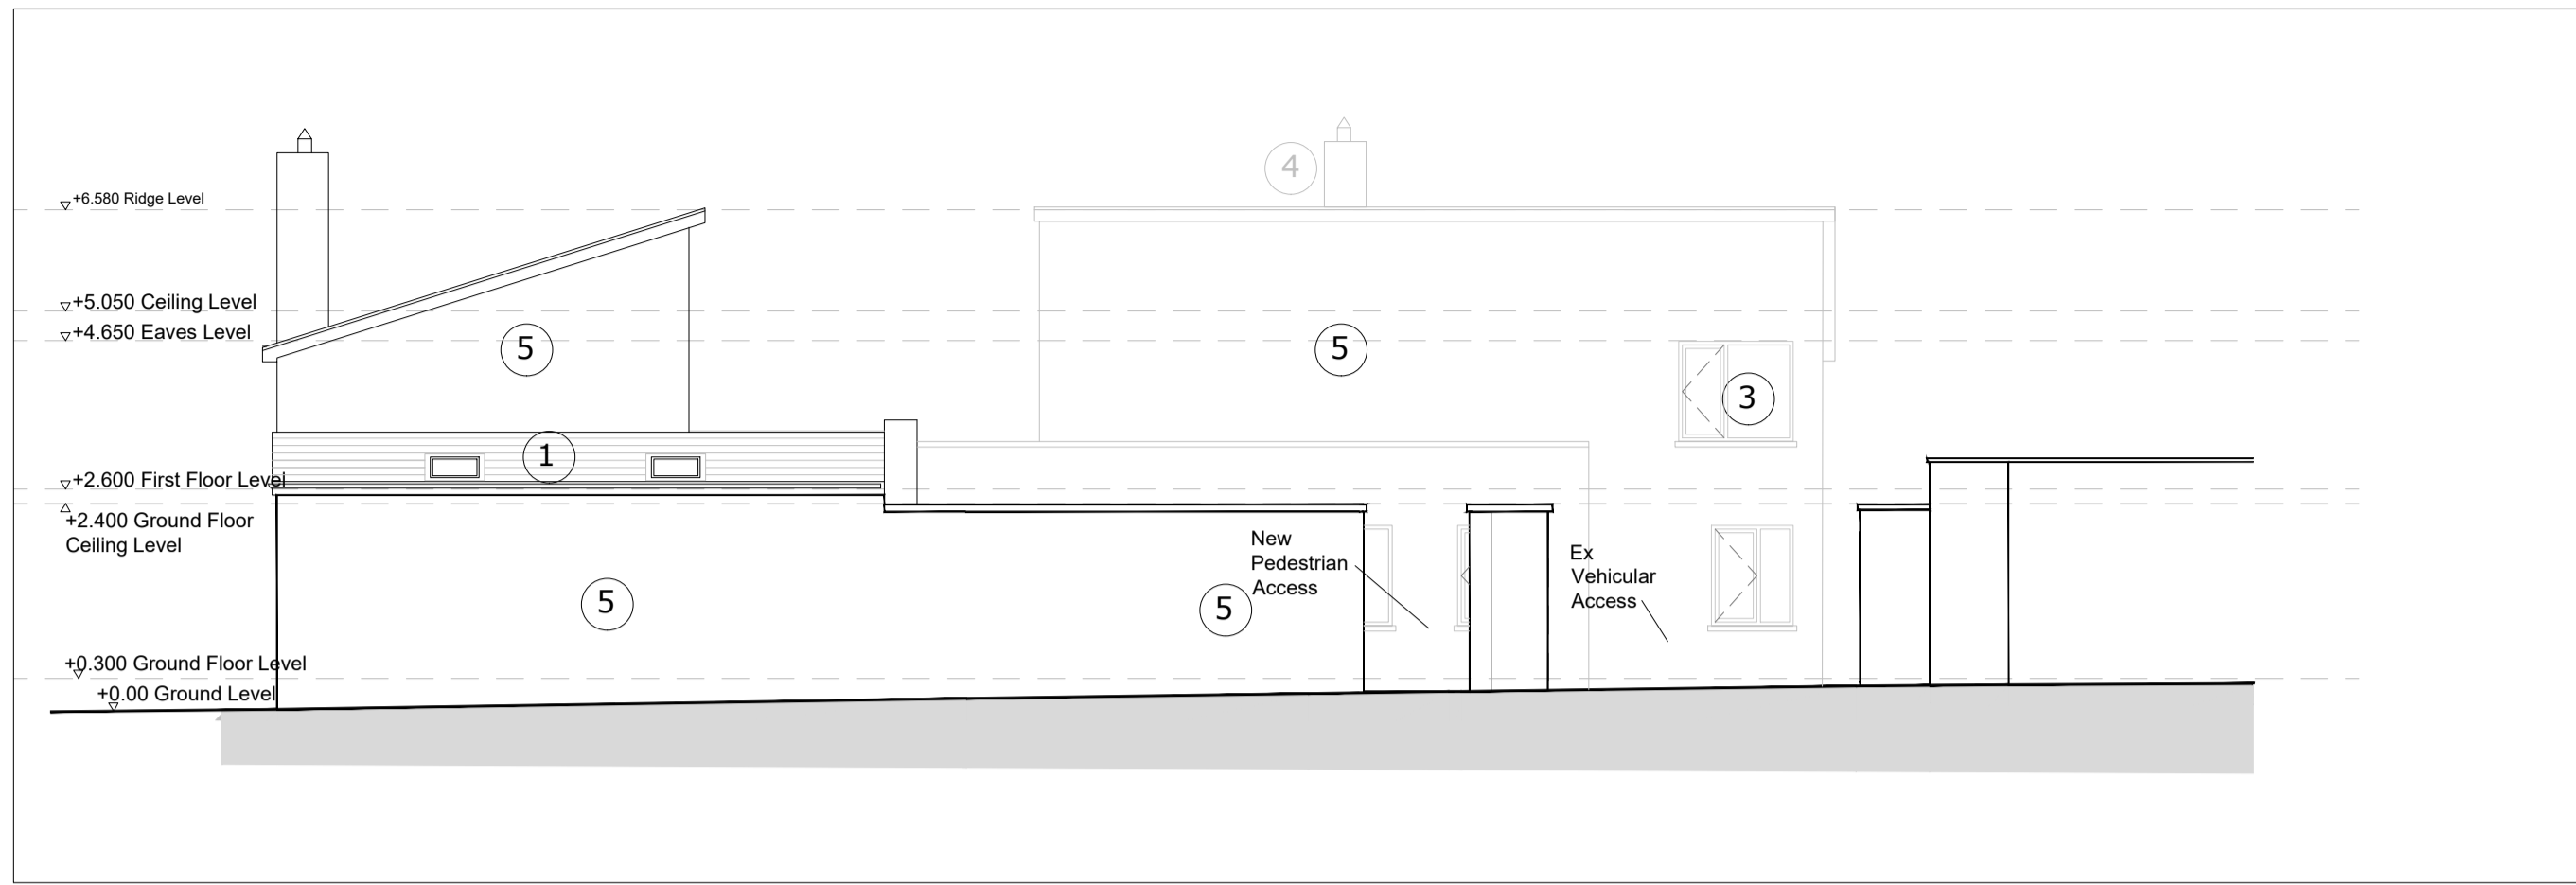 4
+6.580 Ridge Level
+5.050 Ceiling Level
+4.650 Eaves Level
5
5
3
1
+2.600 First Floor Level
+2.400 Ground Floor
Ceiling Level
New
Pedestrian
Access
Ex
Vehicular
Access
5
5
+0.300 Ground Floor Level
+0.00 Ground Level